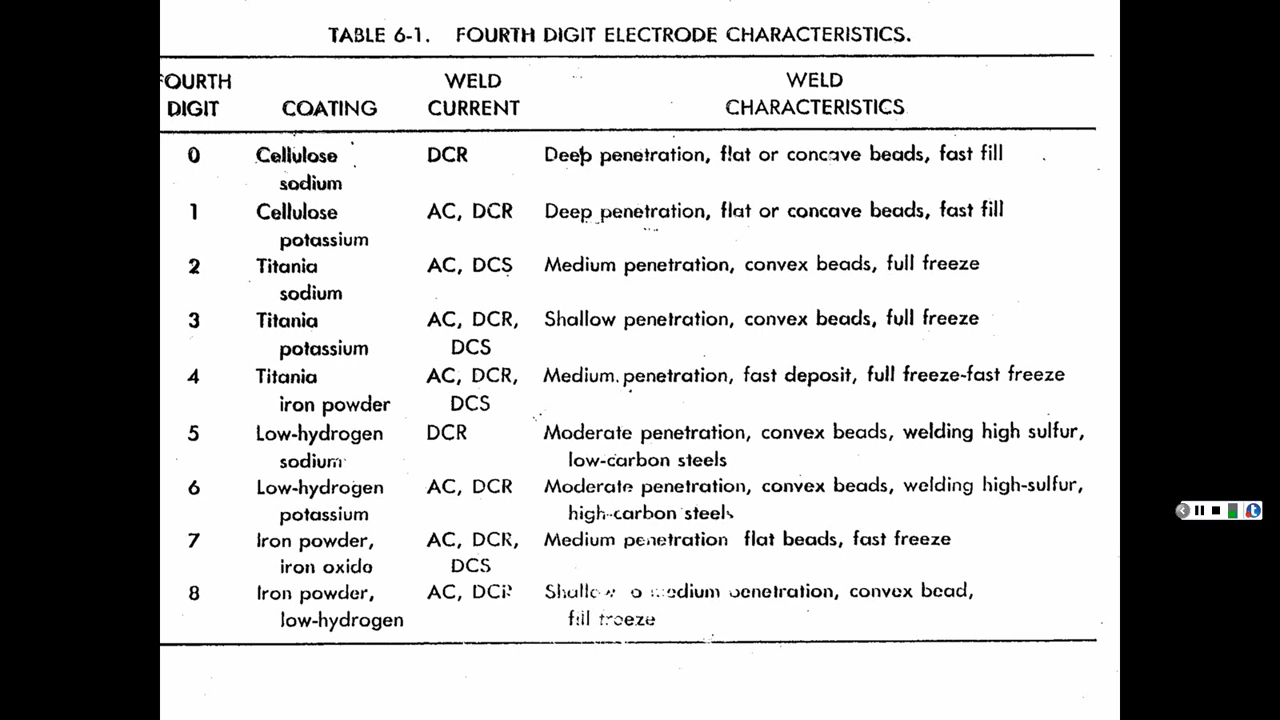 TABLE 6-1. FOURTH DIGIT ELECTRODE CHARACTERISTICS.
FOURTH WELD WELD
DIGIT COATING CURRENT CHARACTERISTICS
0 Cellulose DCR Deep penetration, flat or concave beads, fast fill
sodium
1 Cellulose AC, DCR Deep penetration, flat or concave beads, fast fill
potassium
2 Titania AC, DCS Medium penetration, convex beads, full freeze
sodium
3 Titania AC, DCR, Shallow penetration, convex beads, full freeze
potassium DCS
4 Titania AC, DCR, Medium penetration, fast deposit, full freeze-fast freeze
iron powder DCS
5 Low-hydrogen DCR Moderate penetration, convex beads, welding high sulfur,
sodium low-carbon steels
6 Low-hydrogen AC, DCR Moderate penetration, convex beads, welding high-sulfur,
potassium high-carbon steels
7 Iron powder, AC, DCR, Medium penetration flat beads, fast freeze
iron oxide DCS
8 Iron powder, AC, DCR Shallow o medium penetration, convex bead,
low-hydrogen fill freeze